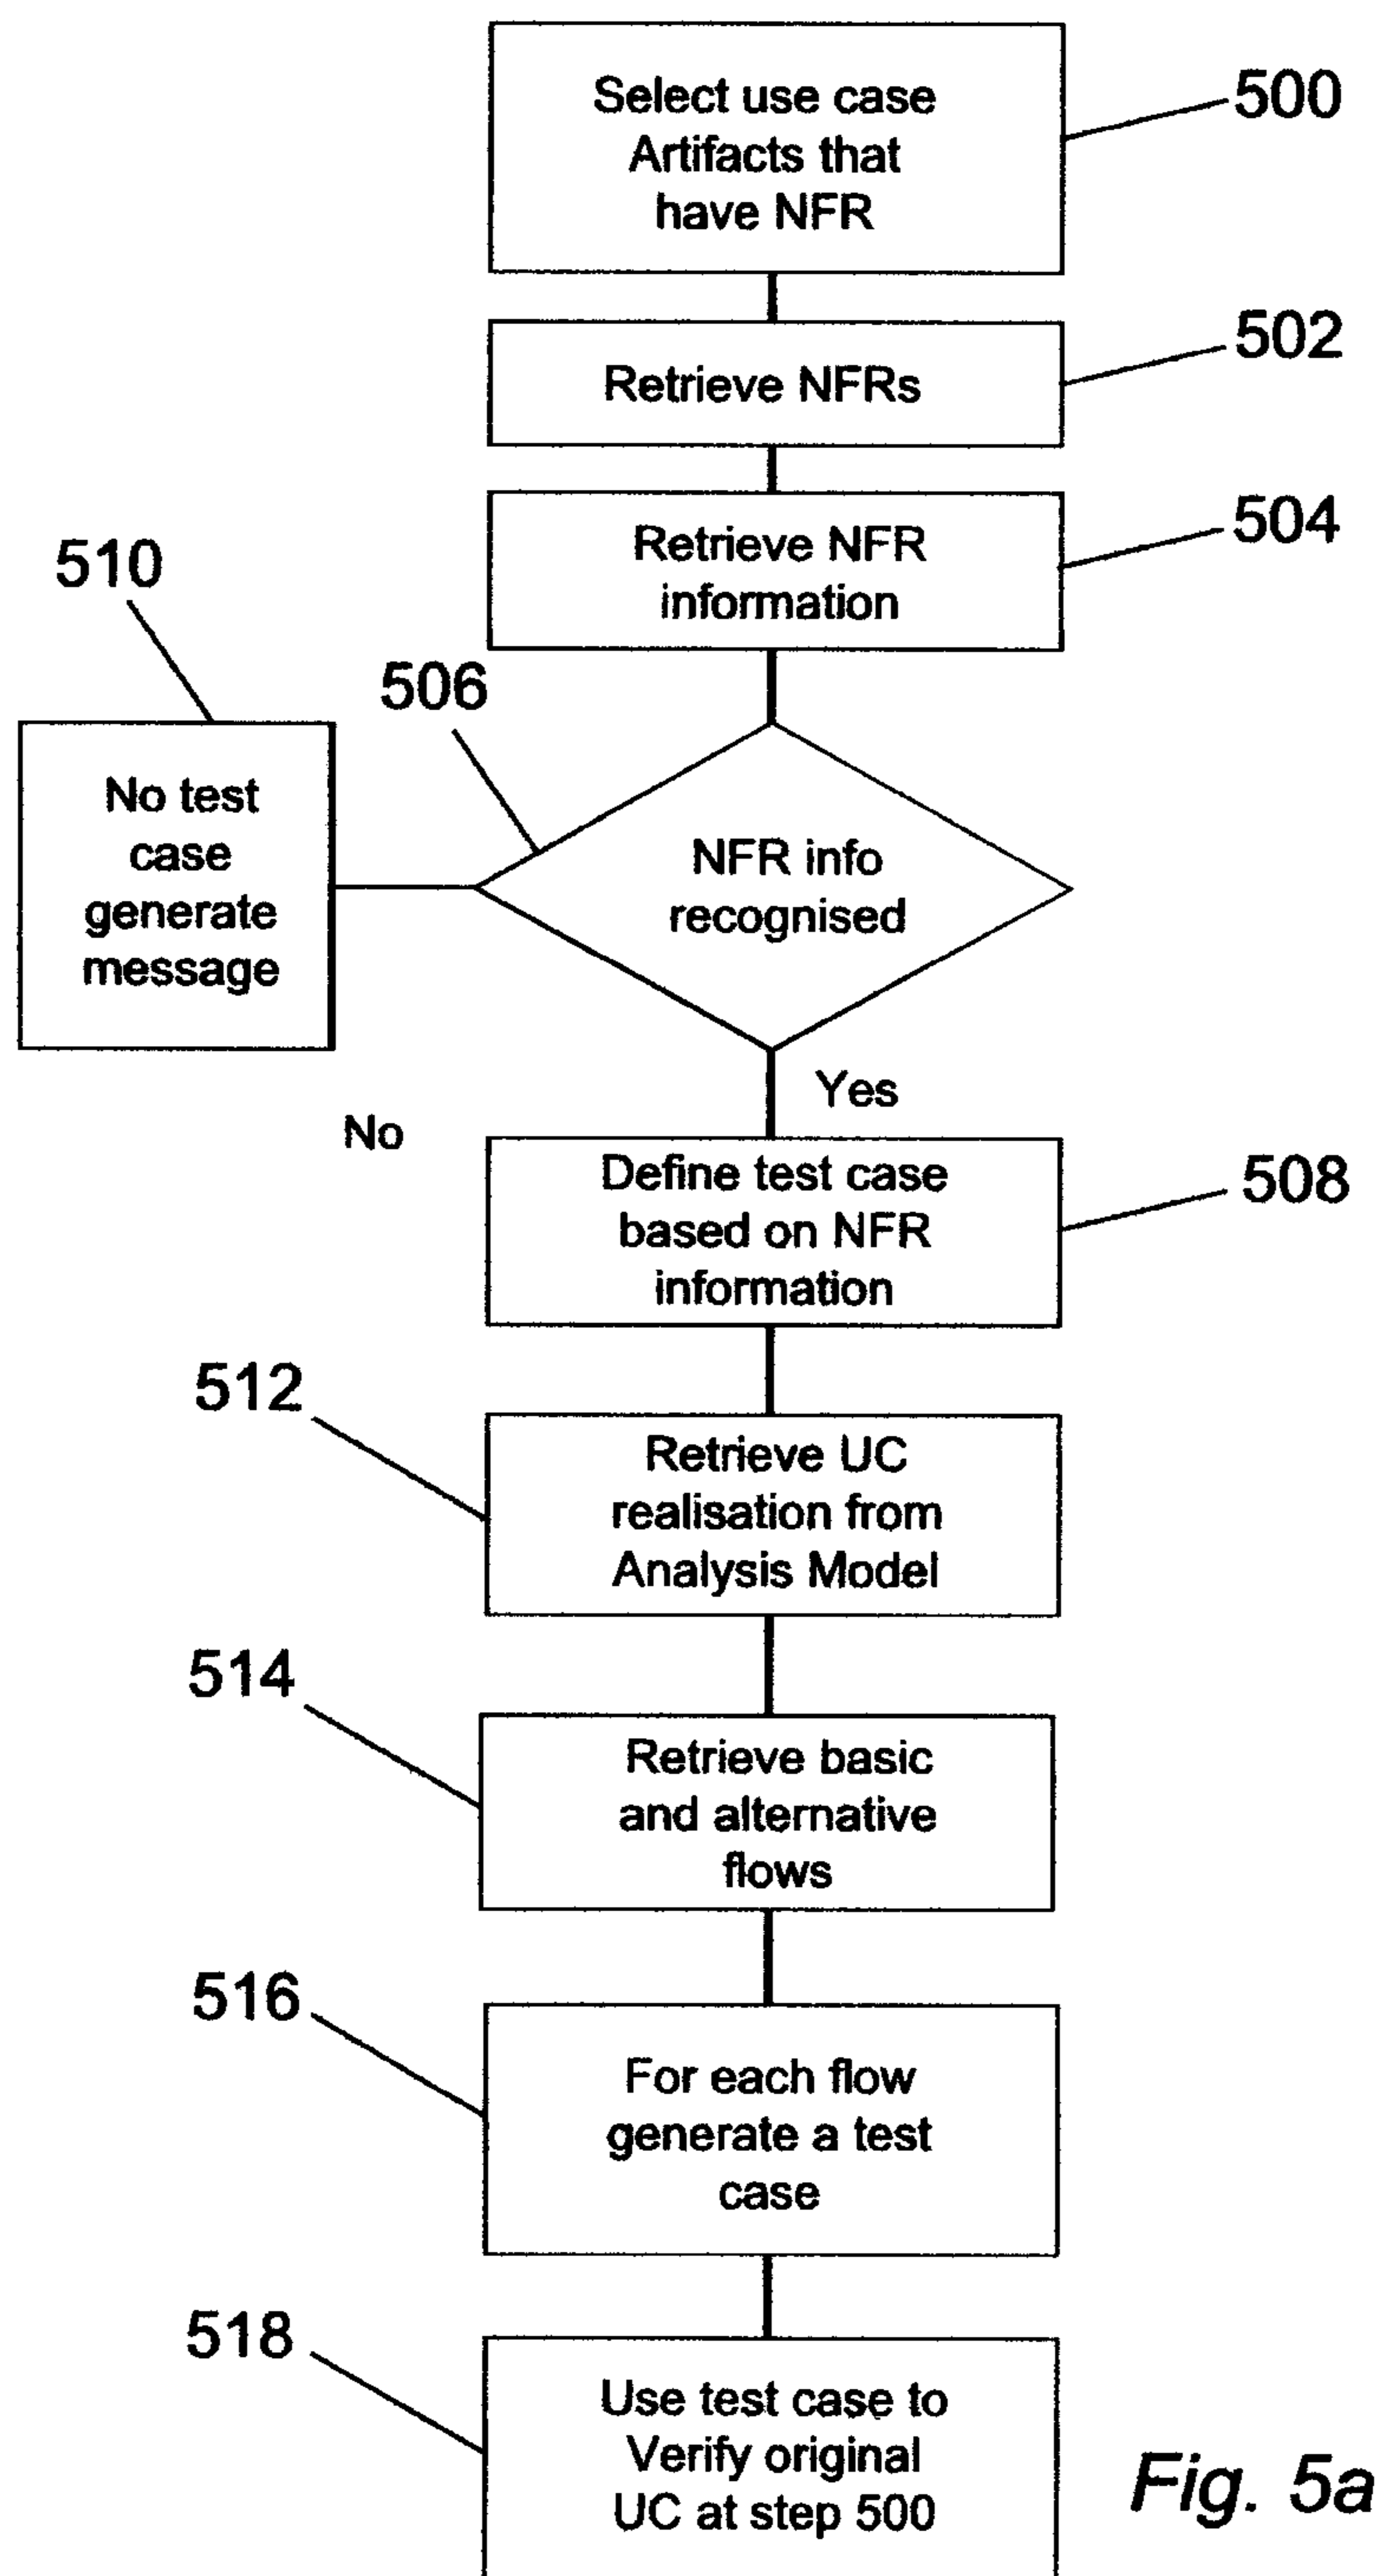 Select use case
Artifacts that
have NFR
500
Retrieve NFRs
502
Retrieve NFR
information
504
510
506
No test
case
generate
message
NFR info
recognised
Yes
No
Define test case
based on NFR
information
508
512
Retrieve UC
realisation from
Analysis Model
514
Retrieve basic
and alternative
flows
516
For each flow
generate a test
case
518
Use test case to
Verify original
UC at step 500
Fig. 5a